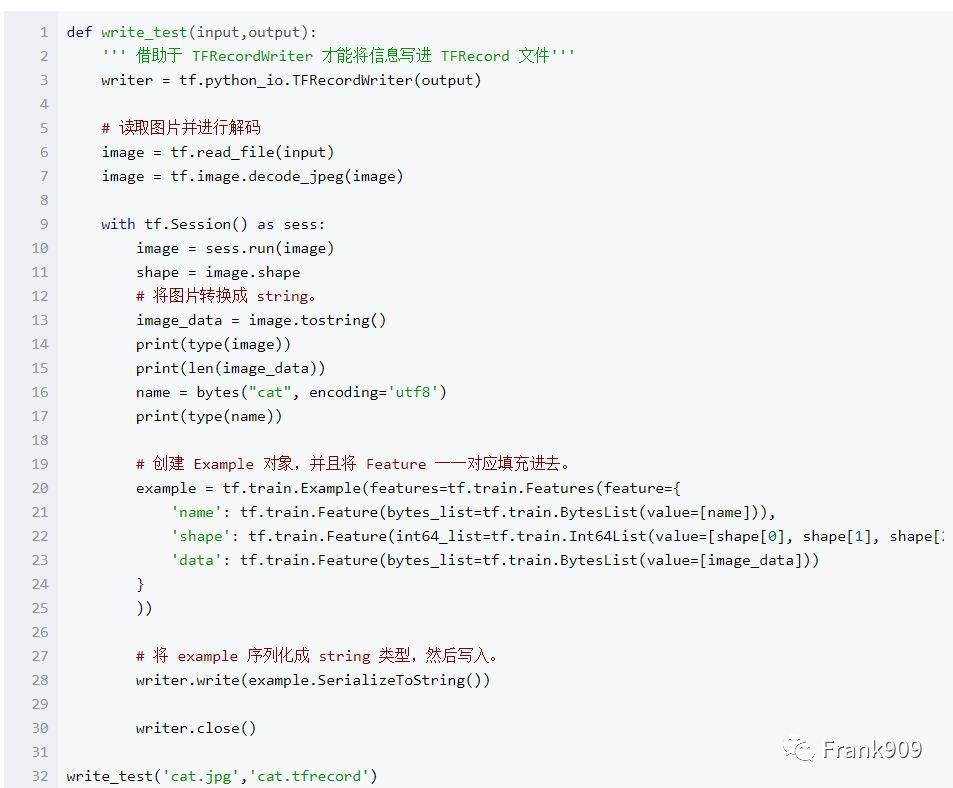 1 def write_test(input,output):
2 ''' 借助于 TFRecordWriter 才能将信息写进 TFRecord 文件'''
3 writer = tf.python_io.TFRecordWriter(output)
4
5 # 读取图片并进行解码
6 image = tf.read_file(input)
7 image = tf.image.decode_jpeg(image)
8
9 with tf.Session() as sess:
10 image = sess.run(image)
11 shape = image.shape
12 # 将图片转换成 string。
13 image_data = image.tostring()
14 print(type(image))
15 print(len(image_data))
16 name = bytes("cat", encoding='utf8')
17 print(type(name))
18
19 # 创建 Example 对象，并且将 Feature 一一对应填充进去。
20 example = tf.train.Example(features=tf.train.Features(feature={
21 'name': tf.train.Feature(bytes_list=tf.train.BytesList(value=[name])),
22 'shape': tf.train.Feature(int64_list=tf.train.Int64List(value=[shape[0], shape[1], shape[
23 'data': tf.train.Feature(bytes_list=tf.train.BytesList(value=[image_data]))
24 }
25 ))
26
27 # 将 example 序列化成 string 类型，然后写入。
28 writer.write(example.SerializeToString())
29
30 writer.close()
31
32 write_test('cat.jpg','cat.tfrecord')
Frank909